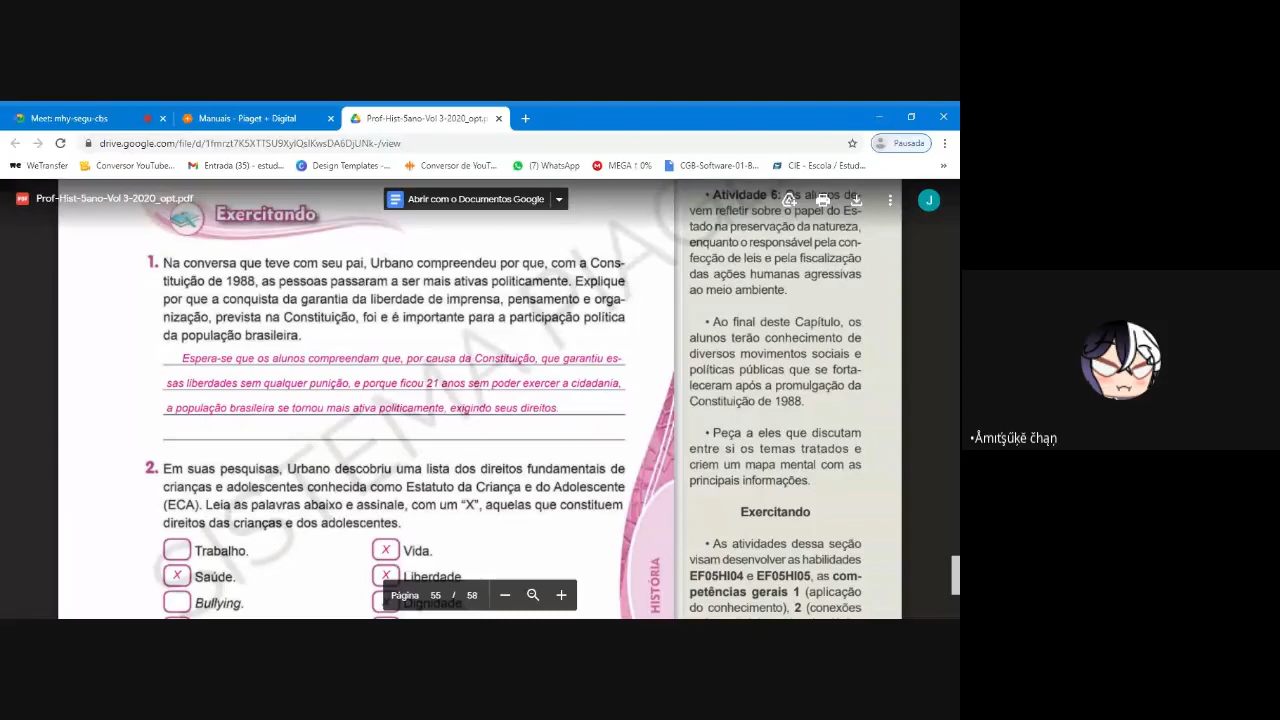 Meet: mhy-segu-cbs
Manuais - Piaget + Digital
Prof-Hist-5ano-Vol 3-2020_opt.p
drive.google.com/file/d/1fmrzt7K5XTTSU9XyIQsIKwsDA6DjUNk-/view
Pausada
WeTransfer
Conversor YouTube...
Entrada (35) - estud...
Design Templates -...
Conversor de YouT...
(7) WhatsApp
MEGA ↑ 0%
CGB-Software-01-8...
CIE - Escola / Estud...
»
Prof-Hist-5ano-Vol 3-2020_opt.pdf
Abrir com o Documentos Google
J
Exercitando
1. Na conversa que teve com seu pai, Urbano compreendeu por que, com a Cons-
tituição de 1988, as pessoas passaram a ser mais ativas politicamente. Explique
por que a conquista da garantia da liberdade de imprensa, pensamento e orga-
nização, prevista na Constituição, foi e é importante para a participação política
da população brasileira.
Espera-se que os alunos compreendam que, por causa da Constituição, que garantiu es-
sas liberdades sem qualquer punição, e porque ficou 21 anos sem poder exercer a cidadania,
a população brasileira se tornou mais ativa politicamente, exigindo seus direitos.
2. Em suas pesquisas, Urbano descobriu uma lista dos direitos fundamentais de
crianças e adolescentes conhecida como Estatuto da Criança e do Adolescente
(ECA). Leia as palavras abaixo e assinale, com um “X”, aquelas que constituem
direitos das crianças e dos adolescentes.
Trabalho.
X Vida.
X Saúde.
X Liberdade.
Bullying.
Dignidade.
Página 55 / 58
HISTÓRIA
SISTEMA PIAG
• Atividade 6: Os alunos de-
vem refletir sobre o papel do Es-
tado na preservação da natureza,
enquanto o responsável pela con-
fecção de leis e pela fiscalização
das ações humanas agressivas
ao meio ambiente.
• Ao final deste Capítulo, os
alunos terão conhecimento de
diversos movimentos sociais e
políticas públicas que se forta-
leceram após a promulgação da
Constituição de 1988.
• Peça a eles que discutam
entre si os temas tratados e
criem um mapa mental com as
principais informações.
Exercitando
• As atividades dessa seção
visam desenvolver as habilidades
EF05HI04 e EF05HI05, as com-
petências gerais 1 (aplicação
do conhecimento), 2 (conexões